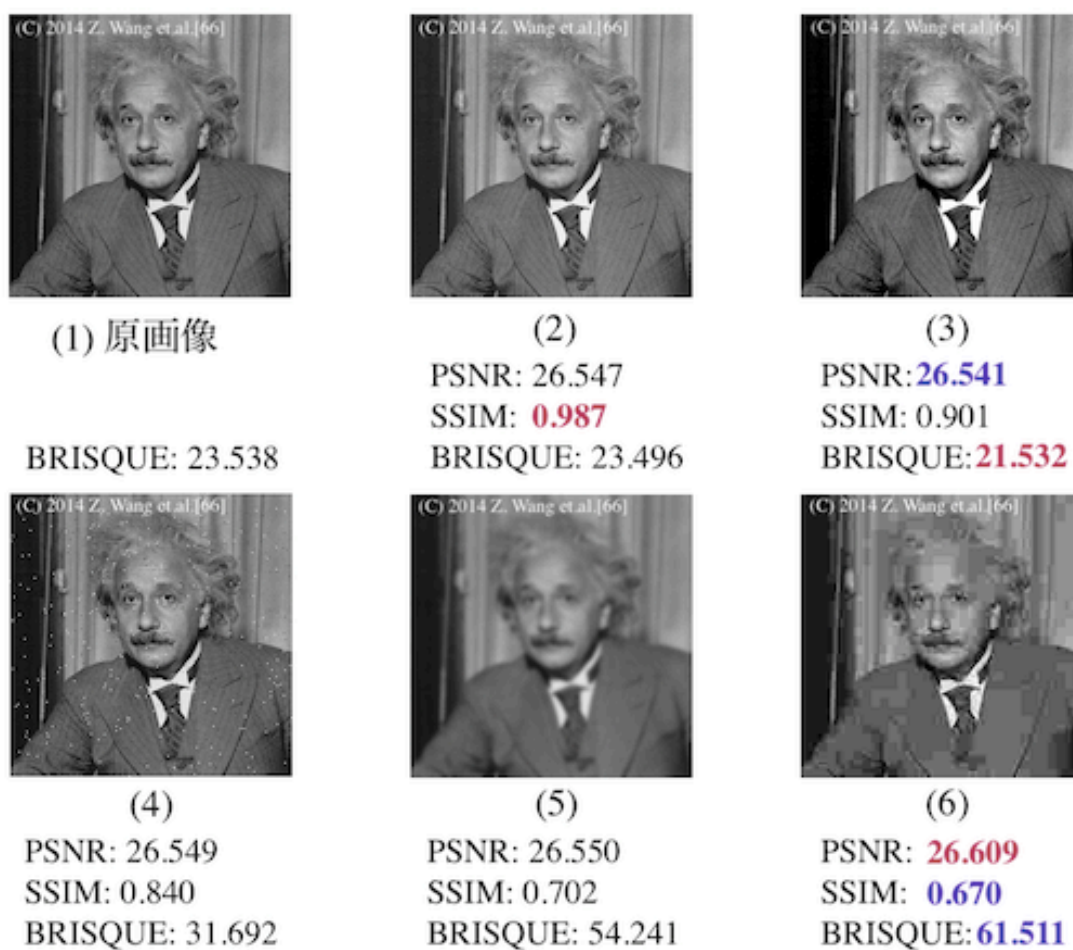 (C) 2014 Z. Wang et.al.[66]
(C) 2014 Z. Wang et.al.[66]
(C) 2014 Z. Wang et.al.[66]
(1) 原画像
BRISQUE: 23.538
(2)
PSNR: 26.547
SSIM: 0.987
BRISQUE: 23.496
(3)
PSNR:26.541
SSIM: 0.901
BRISQUE:21.532
(C) 2014 Z. Wang et.al.[66]
(C) 2014 Z. Wang et.al.[66]
(C) 2014 Z. Wang et.al.[66]
(4)
PSNR: 26.549
SSIM: 0.840
BRISQUE: 31.692
(5)
PSNR: 26.550
SSIM: 0.702
BRISQUE: 54.241
(6)
PSNR: 26.609
SSIM: 0.670
BRISQUE: 61.511